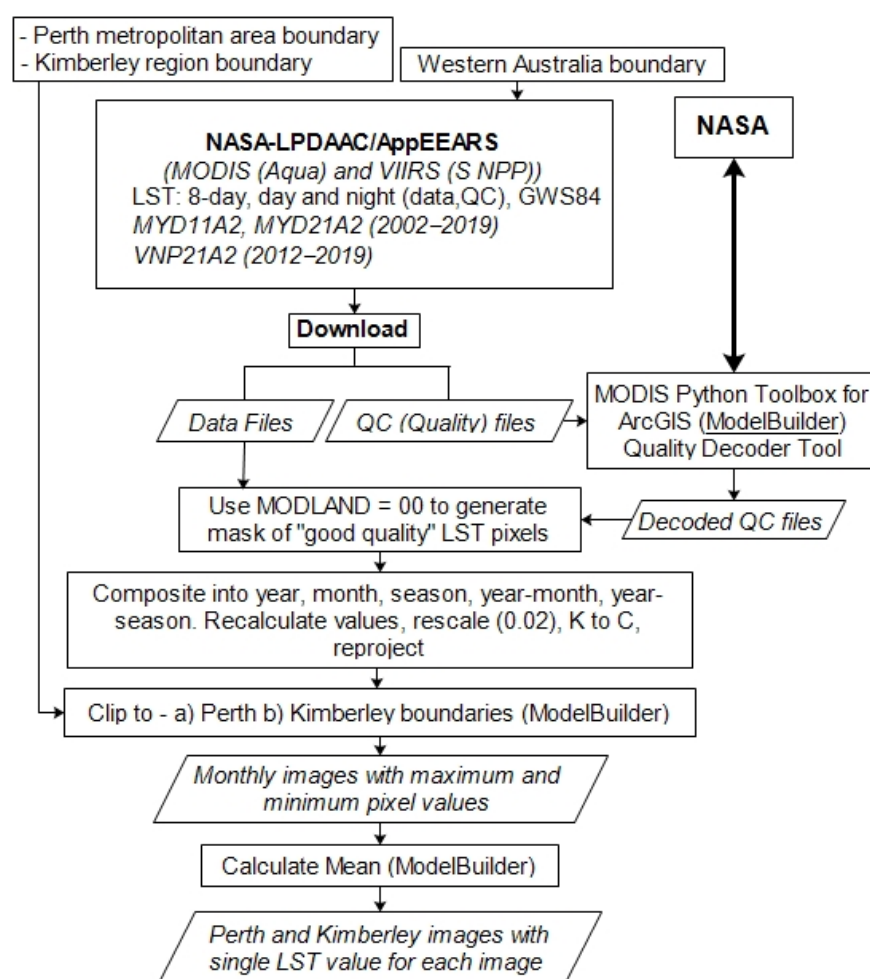 - Perth metropolitan area boundary
- Kimberley region boundary
Western Australia boundary
NASA-LPDAAC/AppEEARS
(MODIS (Aqua) and VIIRS (S NPP))
LST: 8-day, day and night (data,QC), GWS84
MYD11A2, MYD21A2 (2002–2019)
VNP21A2 (2012–2019)
NASA
Download
Data Files
QC (Quality) files
MODIS Python Toolbox for
ArcGIS (ModelBuilder)
Quality Decoder Tool
Use MODLAND = 00 to generate
mask of "good quality" LST pixels
Decoded QC files
Composite into year, month, season, year-month, year-
season. Recalculate values, rescale (0.02), K to C,
reproject
Clip to - a) Perth b) Kimberley boundaries (ModelBuilder)
Monthly images with maximum and
minimum pixel values
Calculate Mean (ModelBuilder)
Perth and Kimberley images with
single LST value for each image